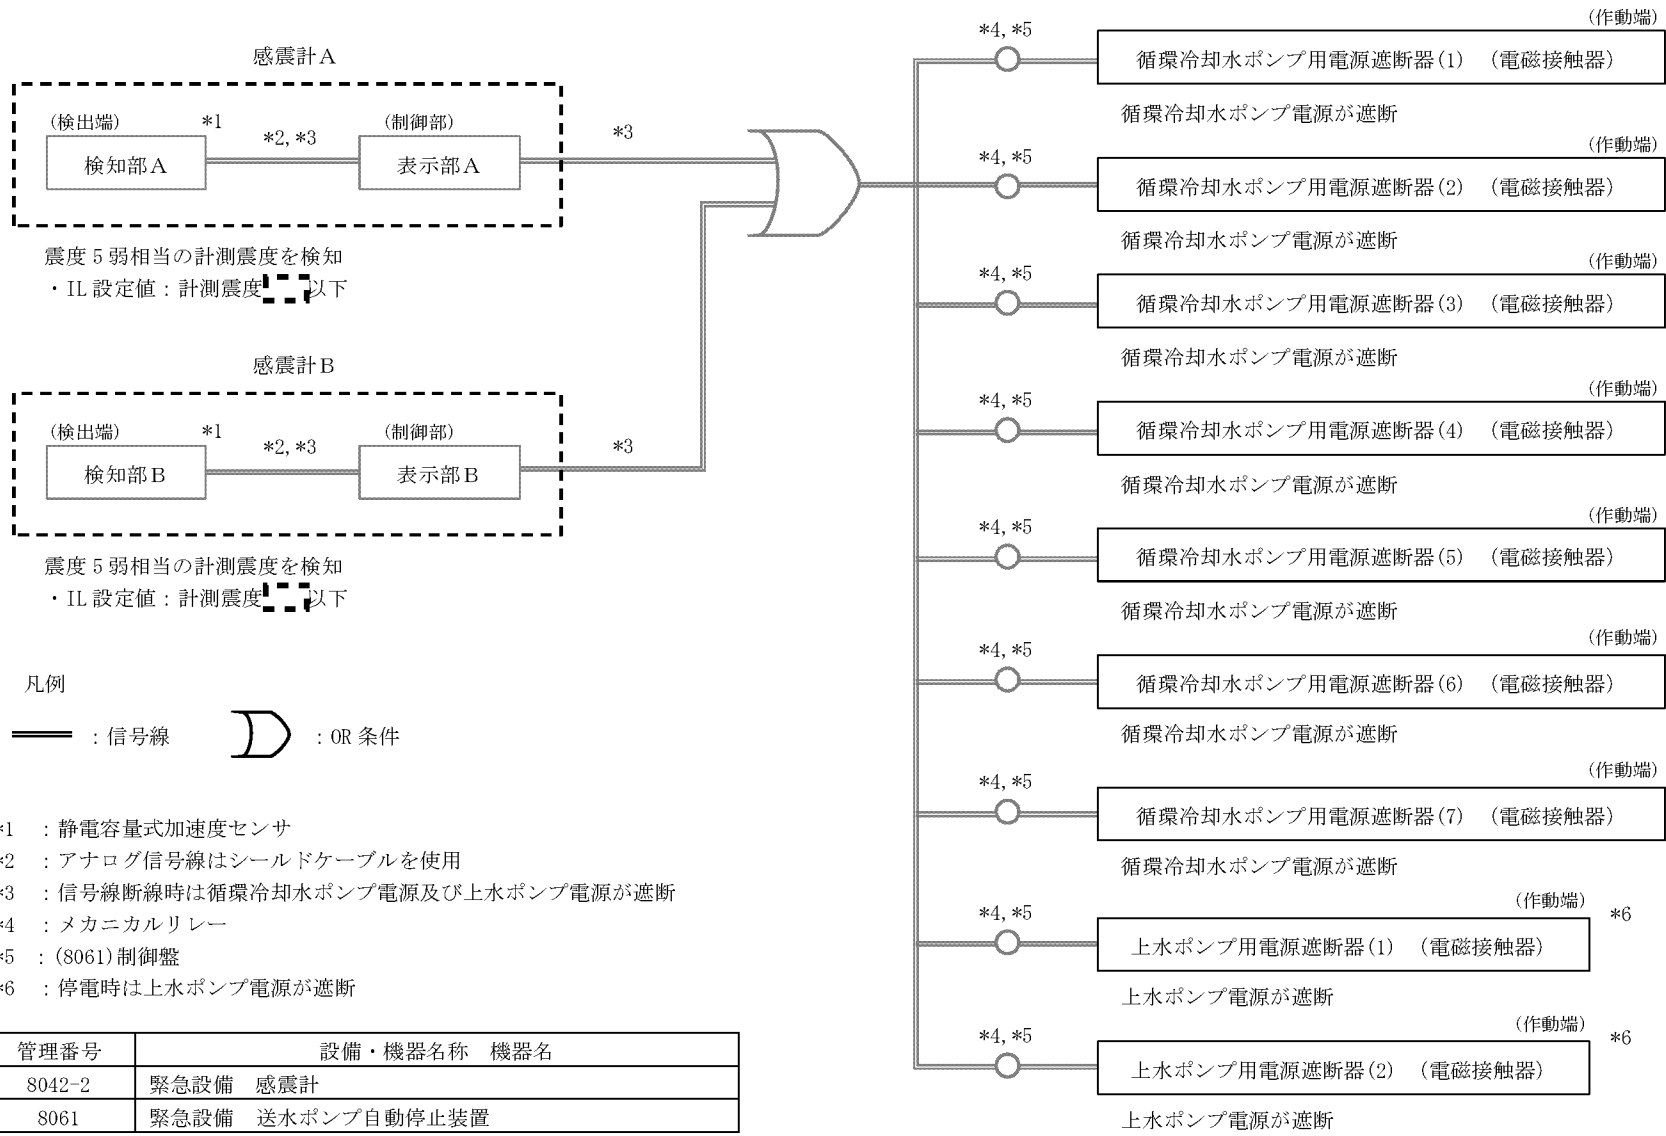 感震計A
(検出端)
*1
*2,*3
(制御部)
*3
検知部A
表示部A
震度5弱相当の計測震度を検知
・IL設定値：計測震度 以下
感震計B
(検出端)
*1
*2,*3
(制御部)
*3
検知部B
表示部B
震度5弱相当の計測震度を検知
・IL設定値：計測震度 以下
凡例
：信号線
：OR条件
*1 ：静電容量式加速度センサ
*2 ：アナログ信号線はシールドケーブルを使用
*3 ：信号線断線時は循環冷却水ポンプ電源及び上水ポンプ電源が遮断
*4 ：メカニカルリレー
*5 ：(8061)制御盤
*6 ：停電時は上水ポンプ電源が遮断
管理番号 設備・機器名称 機器名
8042-2 緊急設備 感震計
8061 緊急設備 送水ポンプ自動停止装置
(作動端)
*4,*5
循環冷却水ポンプ用電源遮断器(1) (電磁接触器)
循環冷却水ポンプ電源が遮断
(作動端)
*4,*5
循環冷却水ポンプ用電源遮断器(2) (電磁接触器)
循環冷却水ポンプ電源が遮断
(作動端)
*4,*5
循環冷却水ポンプ用電源遮断器(3) (電磁接触器)
循環冷却水ポンプ電源が遮断
(作動端)
*4,*5
循環冷却水ポンプ用電源遮断器(4) (電磁接触器)
循環冷却水ポンプ電源が遮断
(作動端)
*4,*5
循環冷却水ポンプ用電源遮断器(5) (電磁接触器)
循環冷却水ポンプ電源が遮断
(作動端)
*4,*5
循環冷却水ポンプ用電源遮断器(6) (電磁接触器)
循環冷却水ポンプ電源が遮断
(作動端)
*4,*5
循環冷却水ポンプ用電源遮断器(7) (電磁接触器)
循環冷却水ポンプ電源が遮断
(作動端)
*4,*5
*6
上水ポンプ用電源遮断器(1) (電磁接触器)
上水ポンプ電源が遮断
(作動端)
*4,*5
*6
上水ポンプ用電源遮断器(2) (電磁接触器)
上水ポンプ電源が遮断